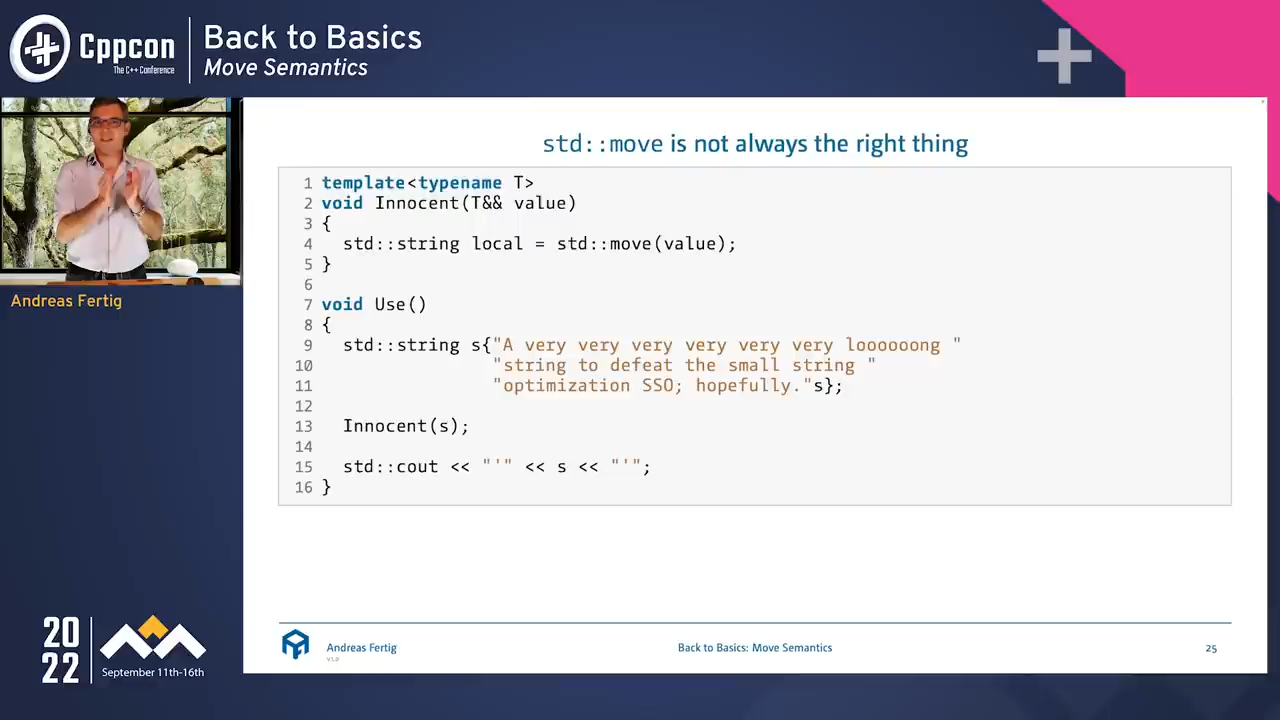 Cppcon
The C++ Conference
Back to Basics
Move Semantics
Andreas Fertig
std::move is not always the right thing
1 template<typename T>
2 void Innocent(T&& value)
3 {
4 std::string local = std::move(value);
5 }
6
7 void Use()
8 {
9 std::string s{"A very very very very very very loooooong "
10 "string to defeat the small string "
11 "optimization SSO; hopefully."s};
12
13 Innocent(s);
14
15 std::cout << "'" << s << "'";
16 }
Andreas Fertig
v1.0
Back to Basics: Move Semantics
25
20
22
September 11th-16th